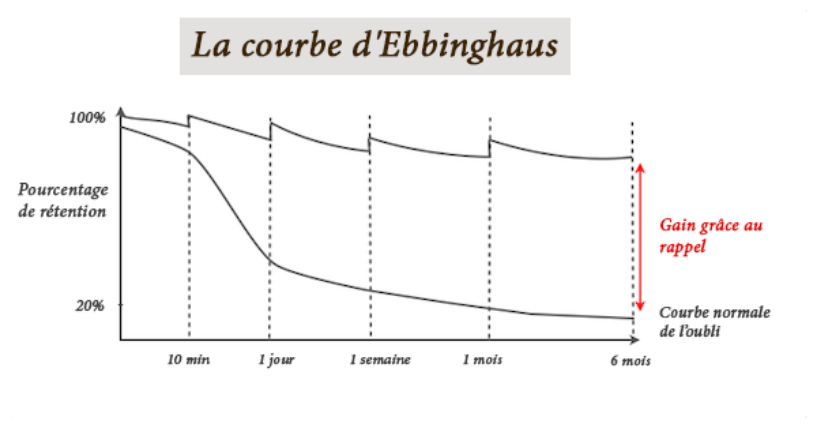 La courbe d'Ebbinghaus
100%
Pourcentage
de rétention
Gain grâce au
rappel
20%
Courbe normale
de l'oubli
10 min
1 jour
1 semaine
1 mois
6 mois